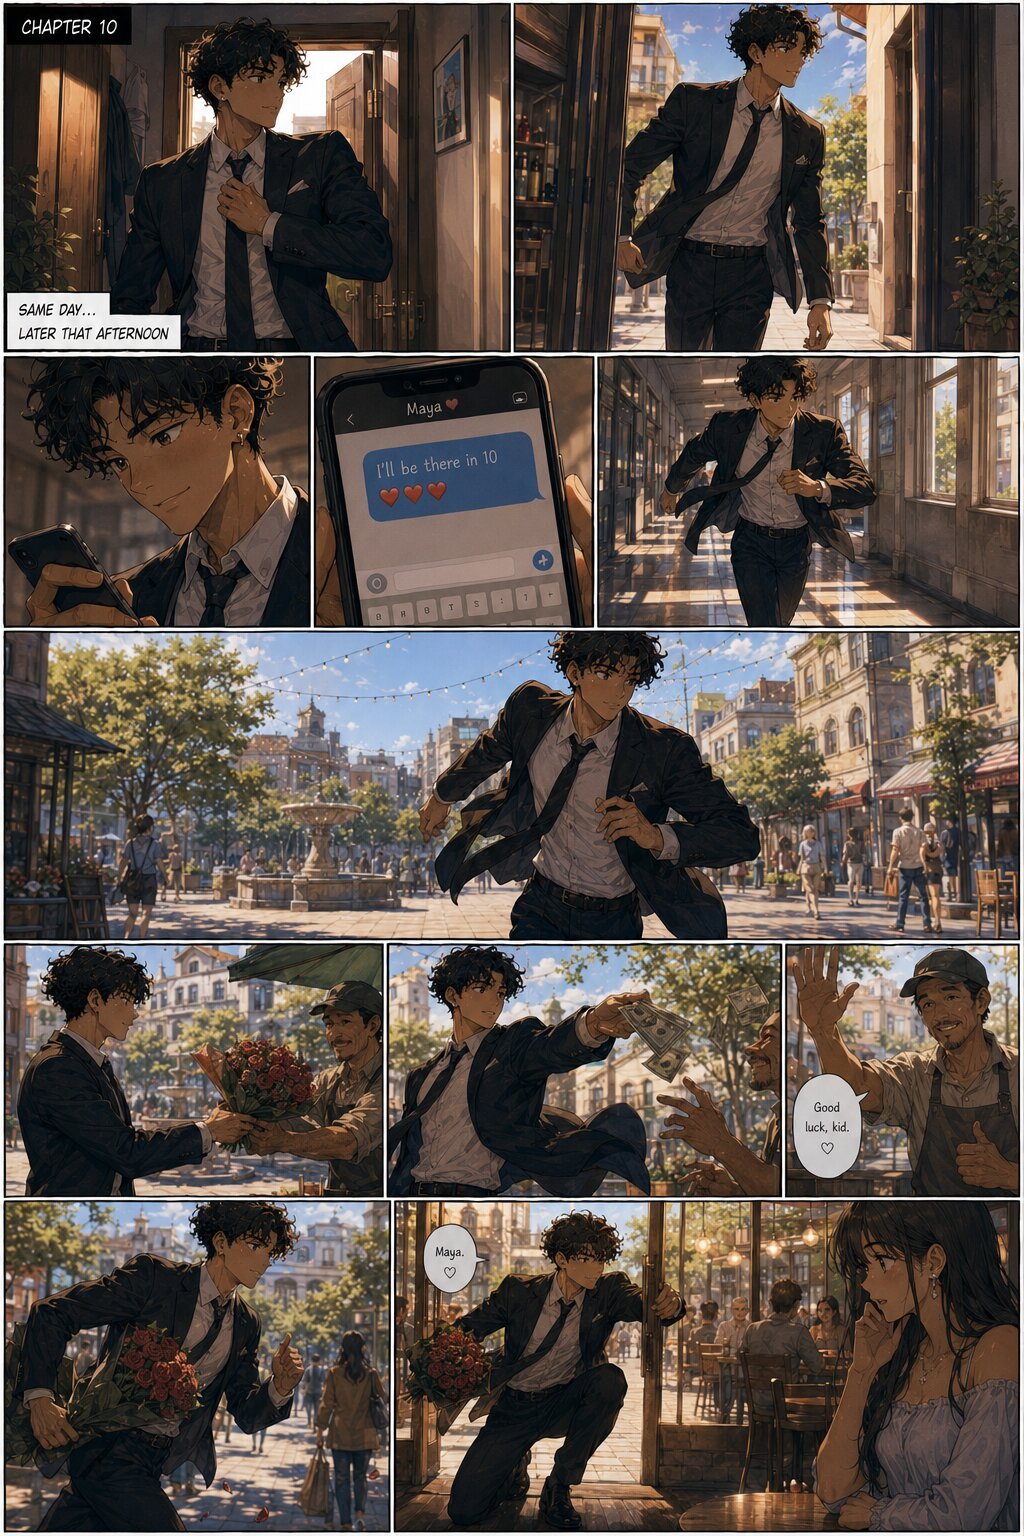 CHAPTER 10
SAME DAY...
LATER THAT AFTERNOON
Maya ❤
I'll be there in 10
❤❤❤
Good
luck, kid.
♡
Maya.
♡